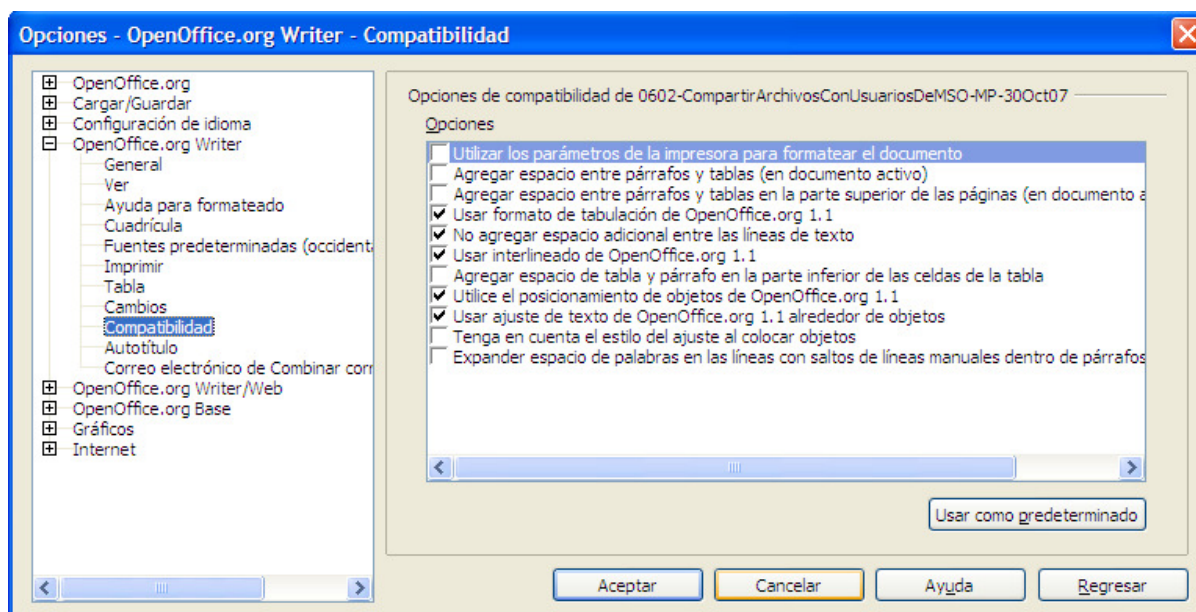 Opciones - OpenOffice.org Writer - Compatibilidad
OpenOffice.org
Cargar/Guardar
Configuración de idioma
OpenOffice.org Writer
General
Ver
Ayuda para formateado
Cuadrícula
Fuentes predeterminadas (occident
Imprimir
Tabla
Cambios
Compatibilidad
Autotítulo
Correo electrónico de Combinar corr
OpenOffice.org Writer/Web
OpenOffice.org Base
Gráficos
Internet
Opciones de compatibilidad de 0602-CompartirArchivosConUsuariosDeMSO-MP-30Oct07
Opciones
Utilizar los parámetros de la impresora para formatear el documento
Agregar espacio entre párrafos y tablas (en documento activo)
Agregar espacio entre párrafos y tablas en la parte superior de las páginas (en documento a
Usar formato de tabulación de OpenOffice.org 1.1
No agregar espacio adicional entre las líneas de texto
Usar interlineado de OpenOffice.org 1.1
Agregar espacio de tabla y párrafo en la parte inferior de las celdas de la tabla
Utilice el posicionamiento de objetos de OpenOffice.org 1.1
Usar ajuste de texto de OpenOffice.org 1.1 alrededor de objetos
Tenga en cuenta el estilo del ajuste al colocar objetos
Expander espacio de palabras en las líneas con saltos de líneas manuales dentro de párrafos
Usar como predeterminado
Aceptar
Cancelar
Ayuda
Regresar